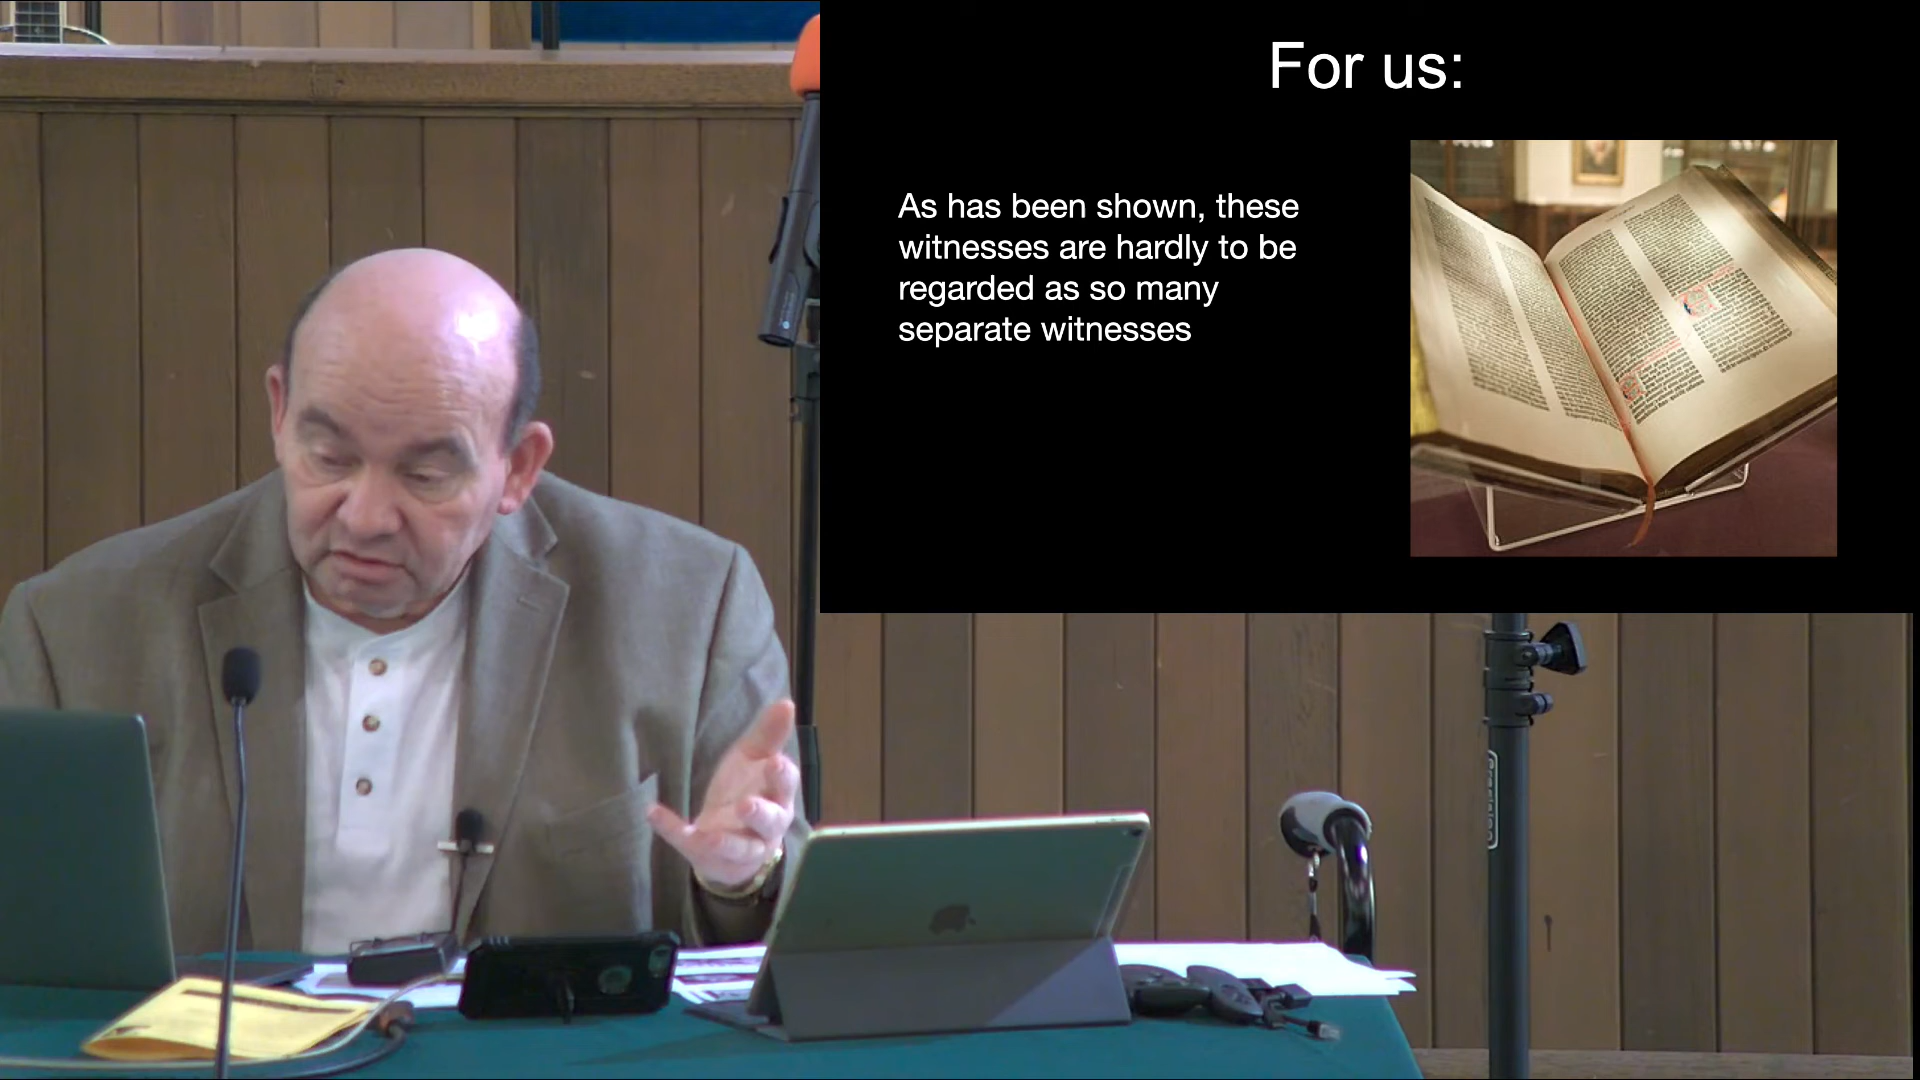 For us:
As has been shown, these
witnesses are hardly to be
regarded as so many
separate witnesses